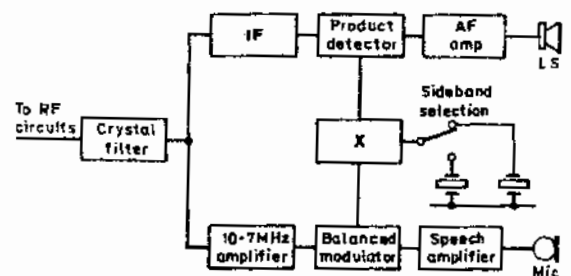 IF
Product
detector
AF
amp
LS
Sideband
selection
To RF
circuits
Crystal
filter
X
10·7MHz
amplifier
Balanced
modulator
Speech
amplifier
Mic